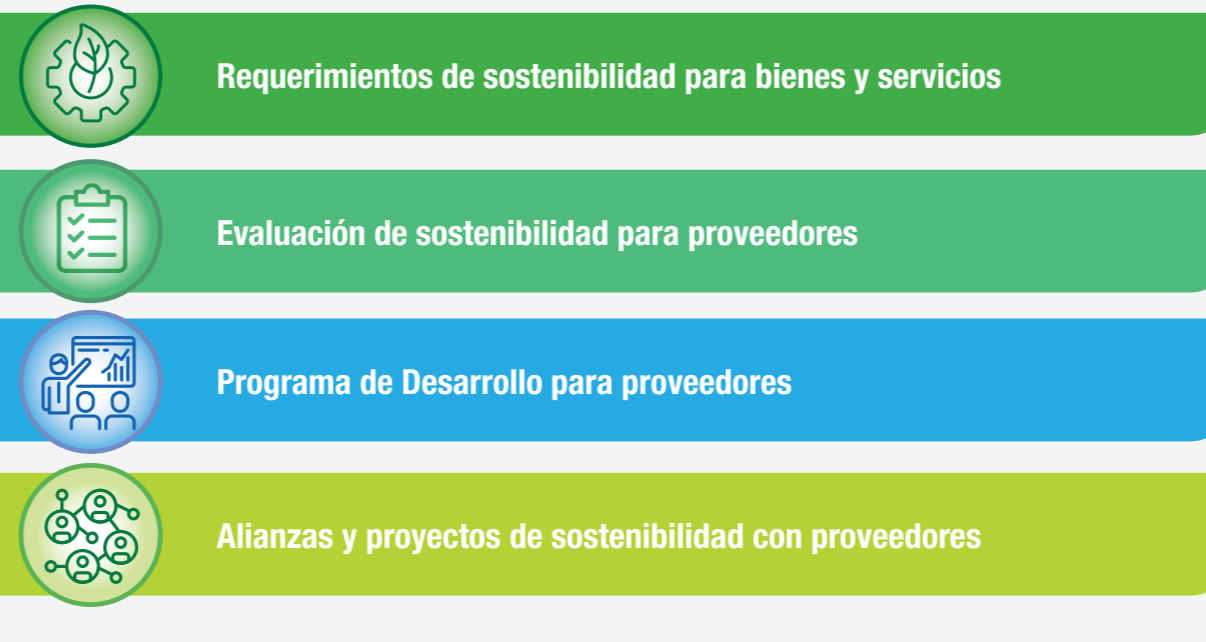 Requerimientos de sostenibilidad para bienes y servicios
Evaluación de sostenibilidad para proveedores
Programa de Desarrollo para proveedores
Alianzas y proyectos de sostenibilidad con proveedores